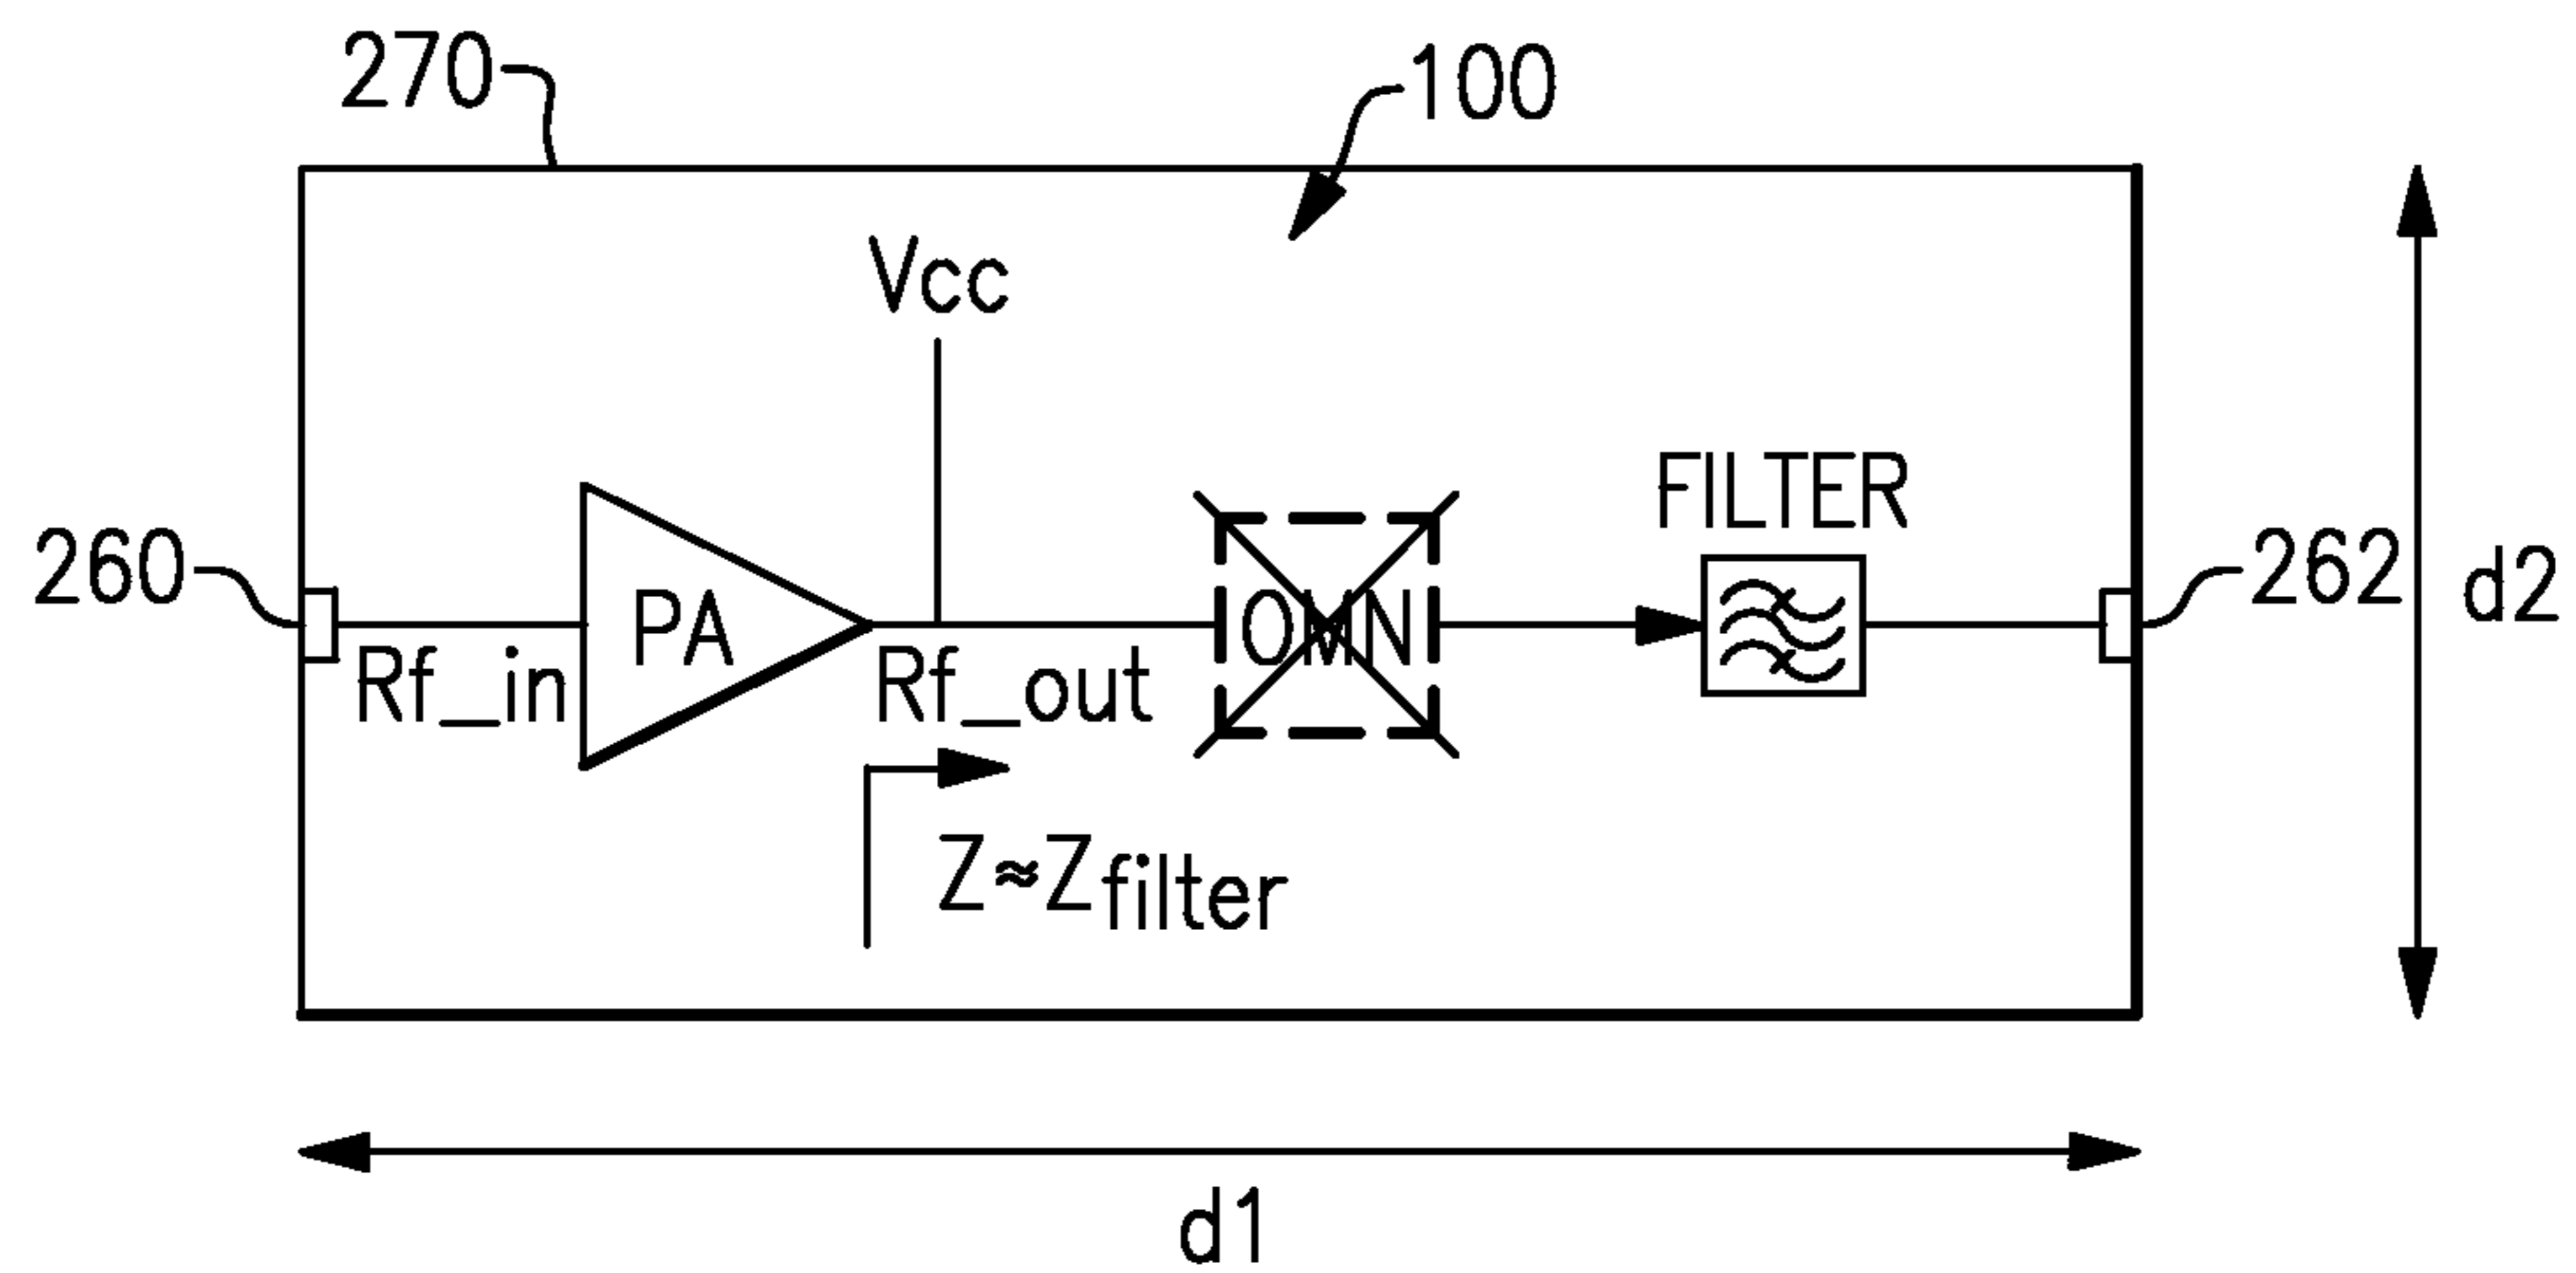 270
100
Vcc
FILTER
260
PA
OMN
262
d2
Rf_in
Rf_out
Z≈Zfilter
d1